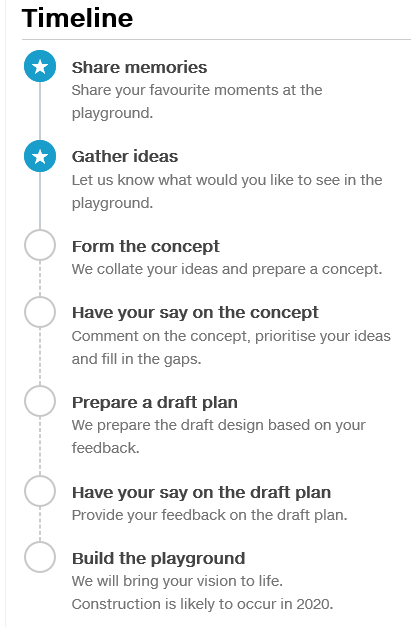 Timeline
Share memories
Share your favourite moments at the
playground.
Gather ideas
Let us know what would you like to see in the
playground.
Form the concept
We collate your ideas and prepare a concept.
Have your say on the concept
Comment on the concept, prioritise your ideas
and fill in the gaps.
Prepare a draft plan
We prepare the draft design based on your
feedback.
Have your say on the draft plan
Provide your feedback on the draft plan.
Build the playground
We will bring your vision to life.
Construction is likely to occur in 2020.